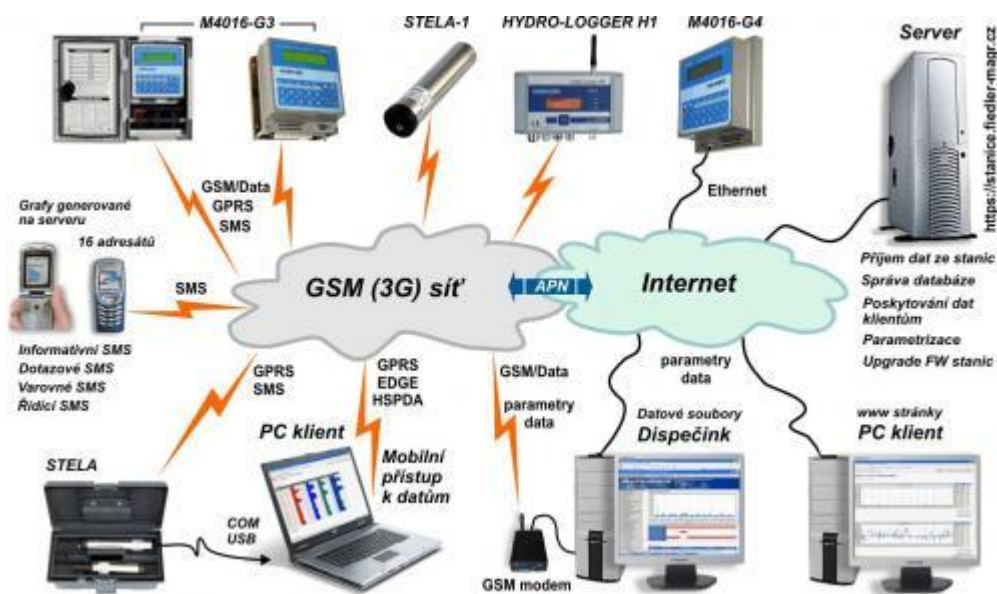 M4016-G3
STELA-1
HYDRO-LOGGER H1
M4016-G4
Server
https://stanice.fiedler-magr.cz
GSM/Data
GPRS
SMS
Ethernet
Grafy generované
na serveru
16 adresátů
SMS
Informativní SMS
Dotazové SMS
Varovné SMS
Řídící SMS
GSM (3G) síť
APN
Internet
Příjem dat ze stanic
Správa databáze
Poskytování dat
klientům
Parametrizace
Upgrade FW stanic
GPRS
SMS
GPRS
EDGE
HSPDA
GSM/Data
parametry
data
parametry
data
STELA
COM
USB
PC klient
Mobilní
přístup
k datům
GSM modem
Datové soubory
Dispečink
www stránky
PC klient